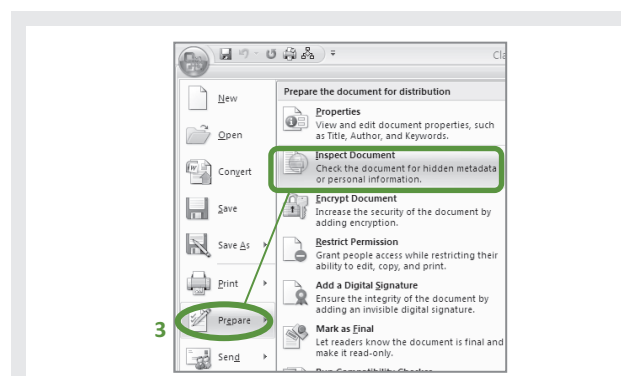 Cla
New
Open
Convert
Save
Save As
Print
3
Prepare
Send
Prepare the document for distribution
Properties
View and edit document properties, such
as Title, Author, and Keywords.
Inspect Document
Check the document for hidden metadata
or personal information.
Encrypt Document
Increase the security of the document by
adding encryption.
Restrict Permission
Grant people access while restricting their
ability to edit, copy, and print.
Add a Digital Signature
Ensure the integrity of the document by
adding an invisible digital signature.
Mark as Final
Let readers know the document is final and
make it read-only.
Run Compatibility Checker